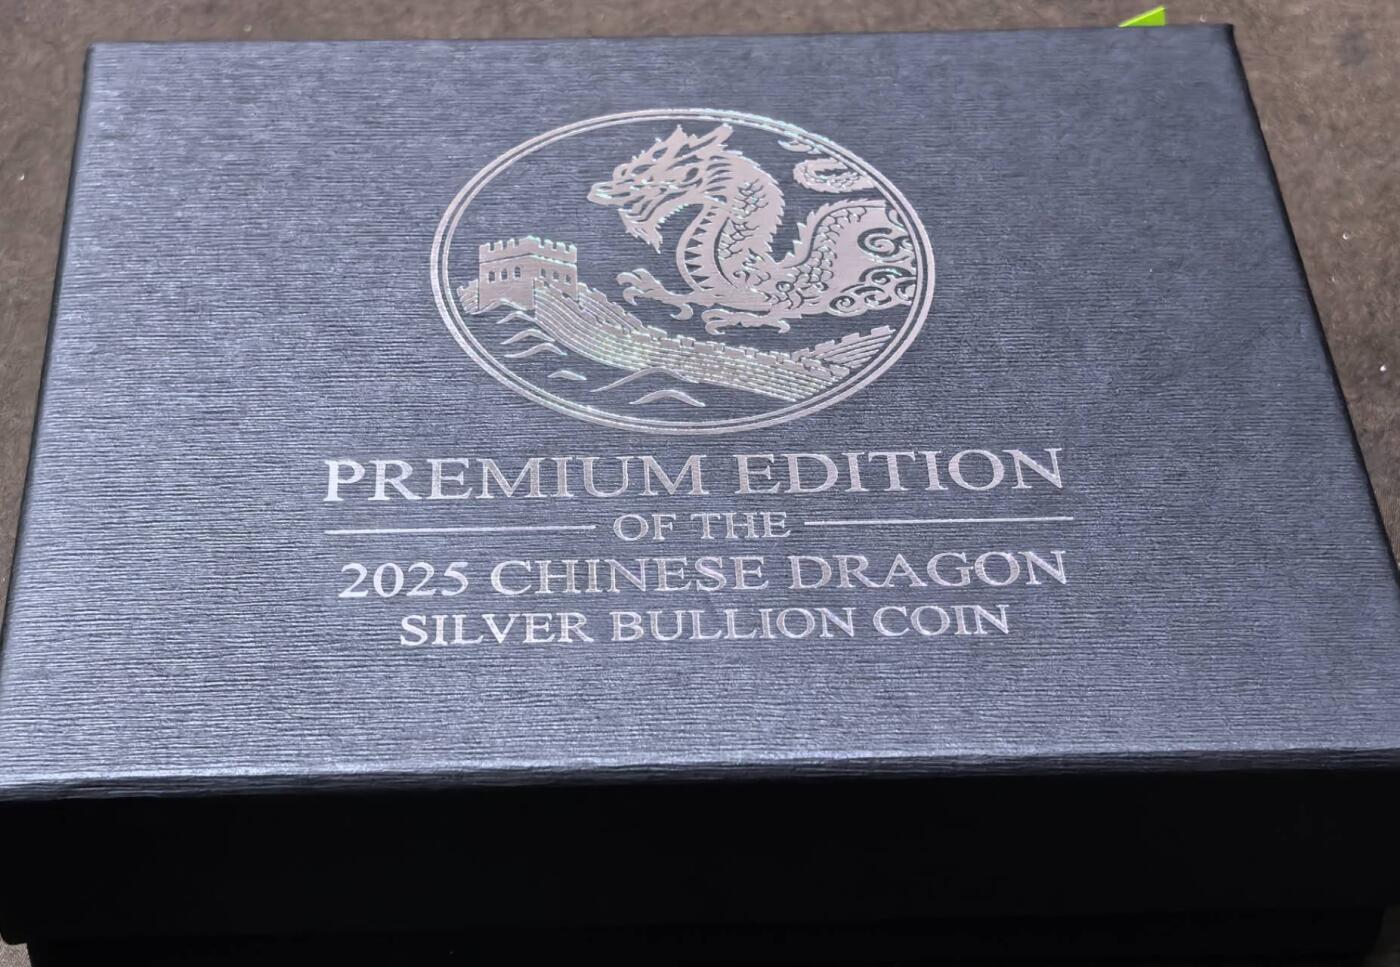 PREMIUM EDITION
OF THE
2025 CHINESE DRAGON
SILVER BULLION COIN